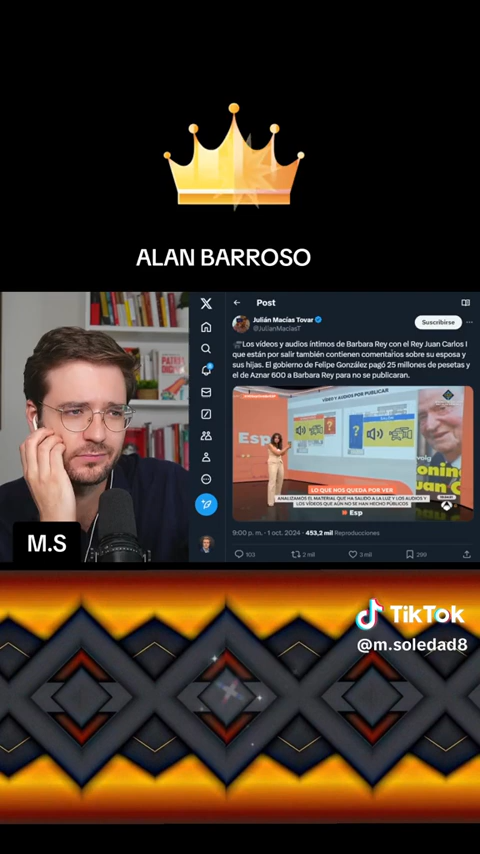 ALAN BARROSO
Post
Julián Macías Tovar
@JulianMaciasT
Suscribirse
Los vídeos y audios íntimos de Barbara Rey con el Rey Juan Carlos I
que están por salir también contienen comentarios sobre su esposa y
sus hijas. El gobierno de Felipe González pagó 25 millones de pesetas y
el de Aznar 600 a Barbara Rey para no se publicaran.
VÍDEO Y AUDIOS POR PUBLICAR
Esp
LO QUE NOS QUEDA POR VER
ANALIZAMOS EL MATERIAL QUE HA SALIDO A LA LUZ Y LOS AUDIOS Y
LOS VÍDEOS QUE AÚN NO SE HAN HECHO PÚBLICOS
Esp
9:00 p. m. · 1 oct. 2024 · 453,2 mil Reproducciones
103
2 mil
3 mil
299
M.S
TikTok
@m.soledad8